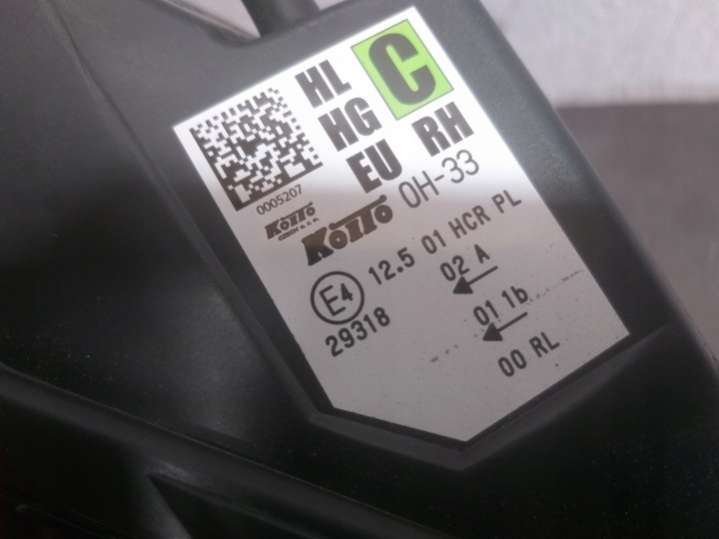 HL C
HG
EU RH
0005207
KOITO
KOITO OH-33
E4 12.5 01 HCR PL
29318 02 A
01 1b
00 RL